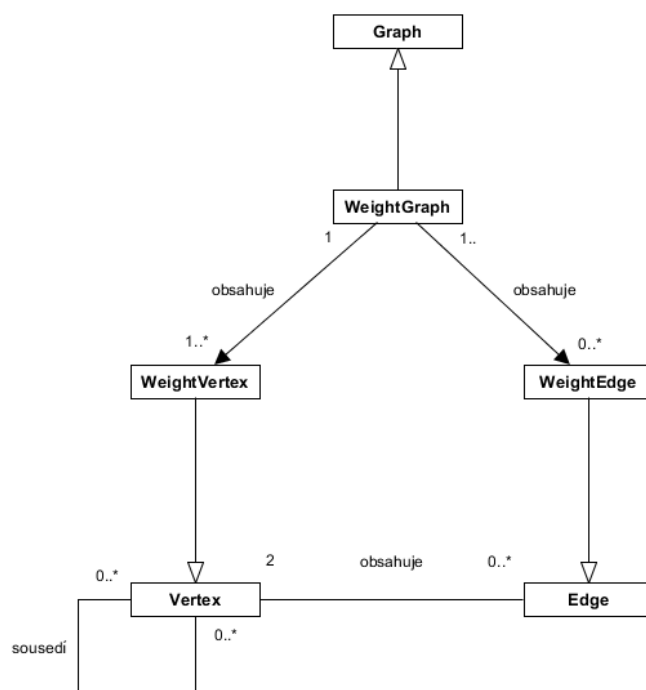 Graph
WeightGraph
1
1..
obsahuje
obsahuje
1..*
0..*
WeightVertex
WeightEdge
2
obsahuje
0..*
0..*
Vertex
Edge
0..*
sousedí